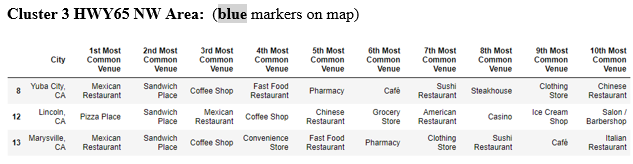 Cluster 3 HWY65 NW Area: (blue markers on map)
City 1st Most Common Venue 2nd Most Common Venue 3rd Most Common Venue 4th Most Common Venue 5th Most Common Venue 6th Most Common Venue 7th Most Common Venue 8th Most Common Venue 9th Most Common Venue 10th Most Common Venue
8 Yuba City, CA Mexican Restaurant Sandwich Place Coffee Shop Fast Food Restaurant Pharmacy Café Sushi Restaurant Steakhouse Clothing Store Chinese Restaurant
12 Lincoln, CA Pizza Place Sandwich Place Mexican Restaurant Coffee Shop Chinese Restaurant Grocery Store American Restaurant Casino Ice Cream Shop Salon / Barbershop
13 Marysville, CA Mexican Restaurant Sandwich Place Coffee Shop Convenience Store Fast Food Restaurant Pharmacy Clothing Store Sushi Restaurant Café Italian Restaurant